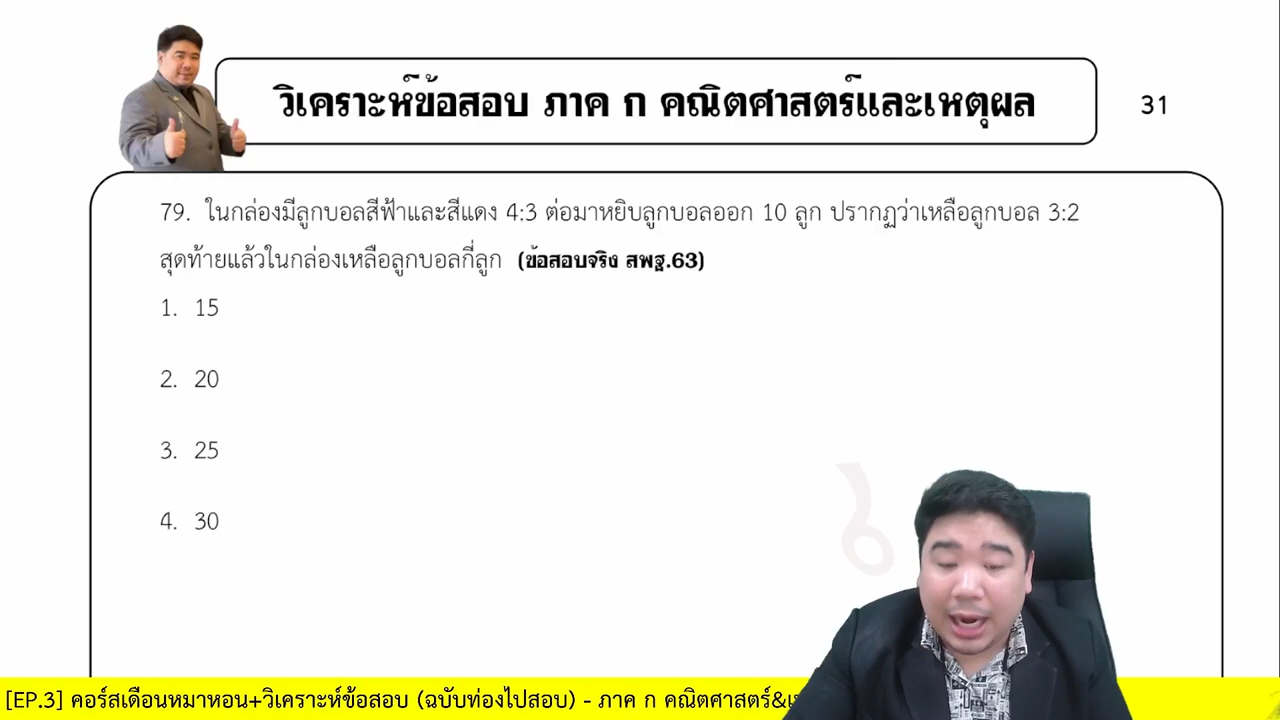 วิเคราะห์ข้อสอบ ภาค ก คณิตศาสตร์และเหตุผล
31
79. ในกล่องมีลูกบอลสีฟ้าและสีแดง 4:3 ต่อมาหยิบลูกบอลออก 10 ลูก ปรากฏว่าเหลือลูกบอล 3:2
สุดท้ายแล้วในกล่องเหลือลูกบอลกี่ลูก (ข้อสอบจริง สพฐ.63)
1. 15
2. 20
3. 25
4. 30
[EP.3] คอร์สเดือนหมาหอน+วิเคราะห์ข้อสอบ (ฉบับท่องไปสอบ) - ภาค ก คณิตศาสตร์&